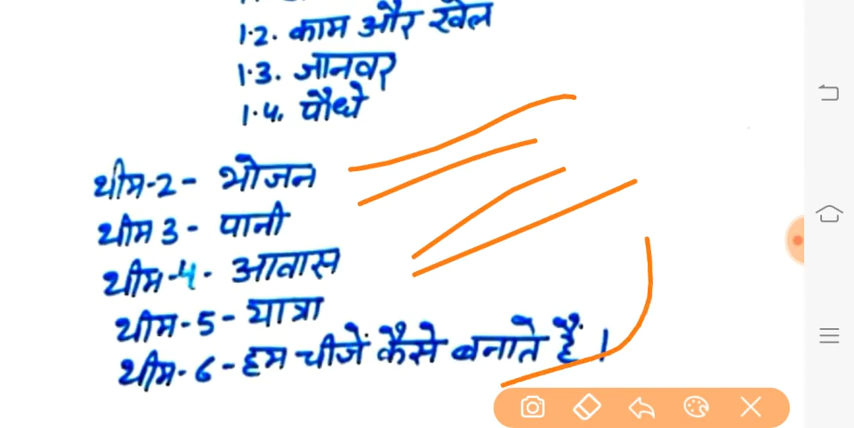 1.2. काम और खेल
1.3. जानवर
1.4. पौधे
थीम-2- भोजन
थीम 3 - पानी
थीम-4- आवास
थीम-5- यात्रा
थीम-6- हम चीजें कैसे बनाते हैं।